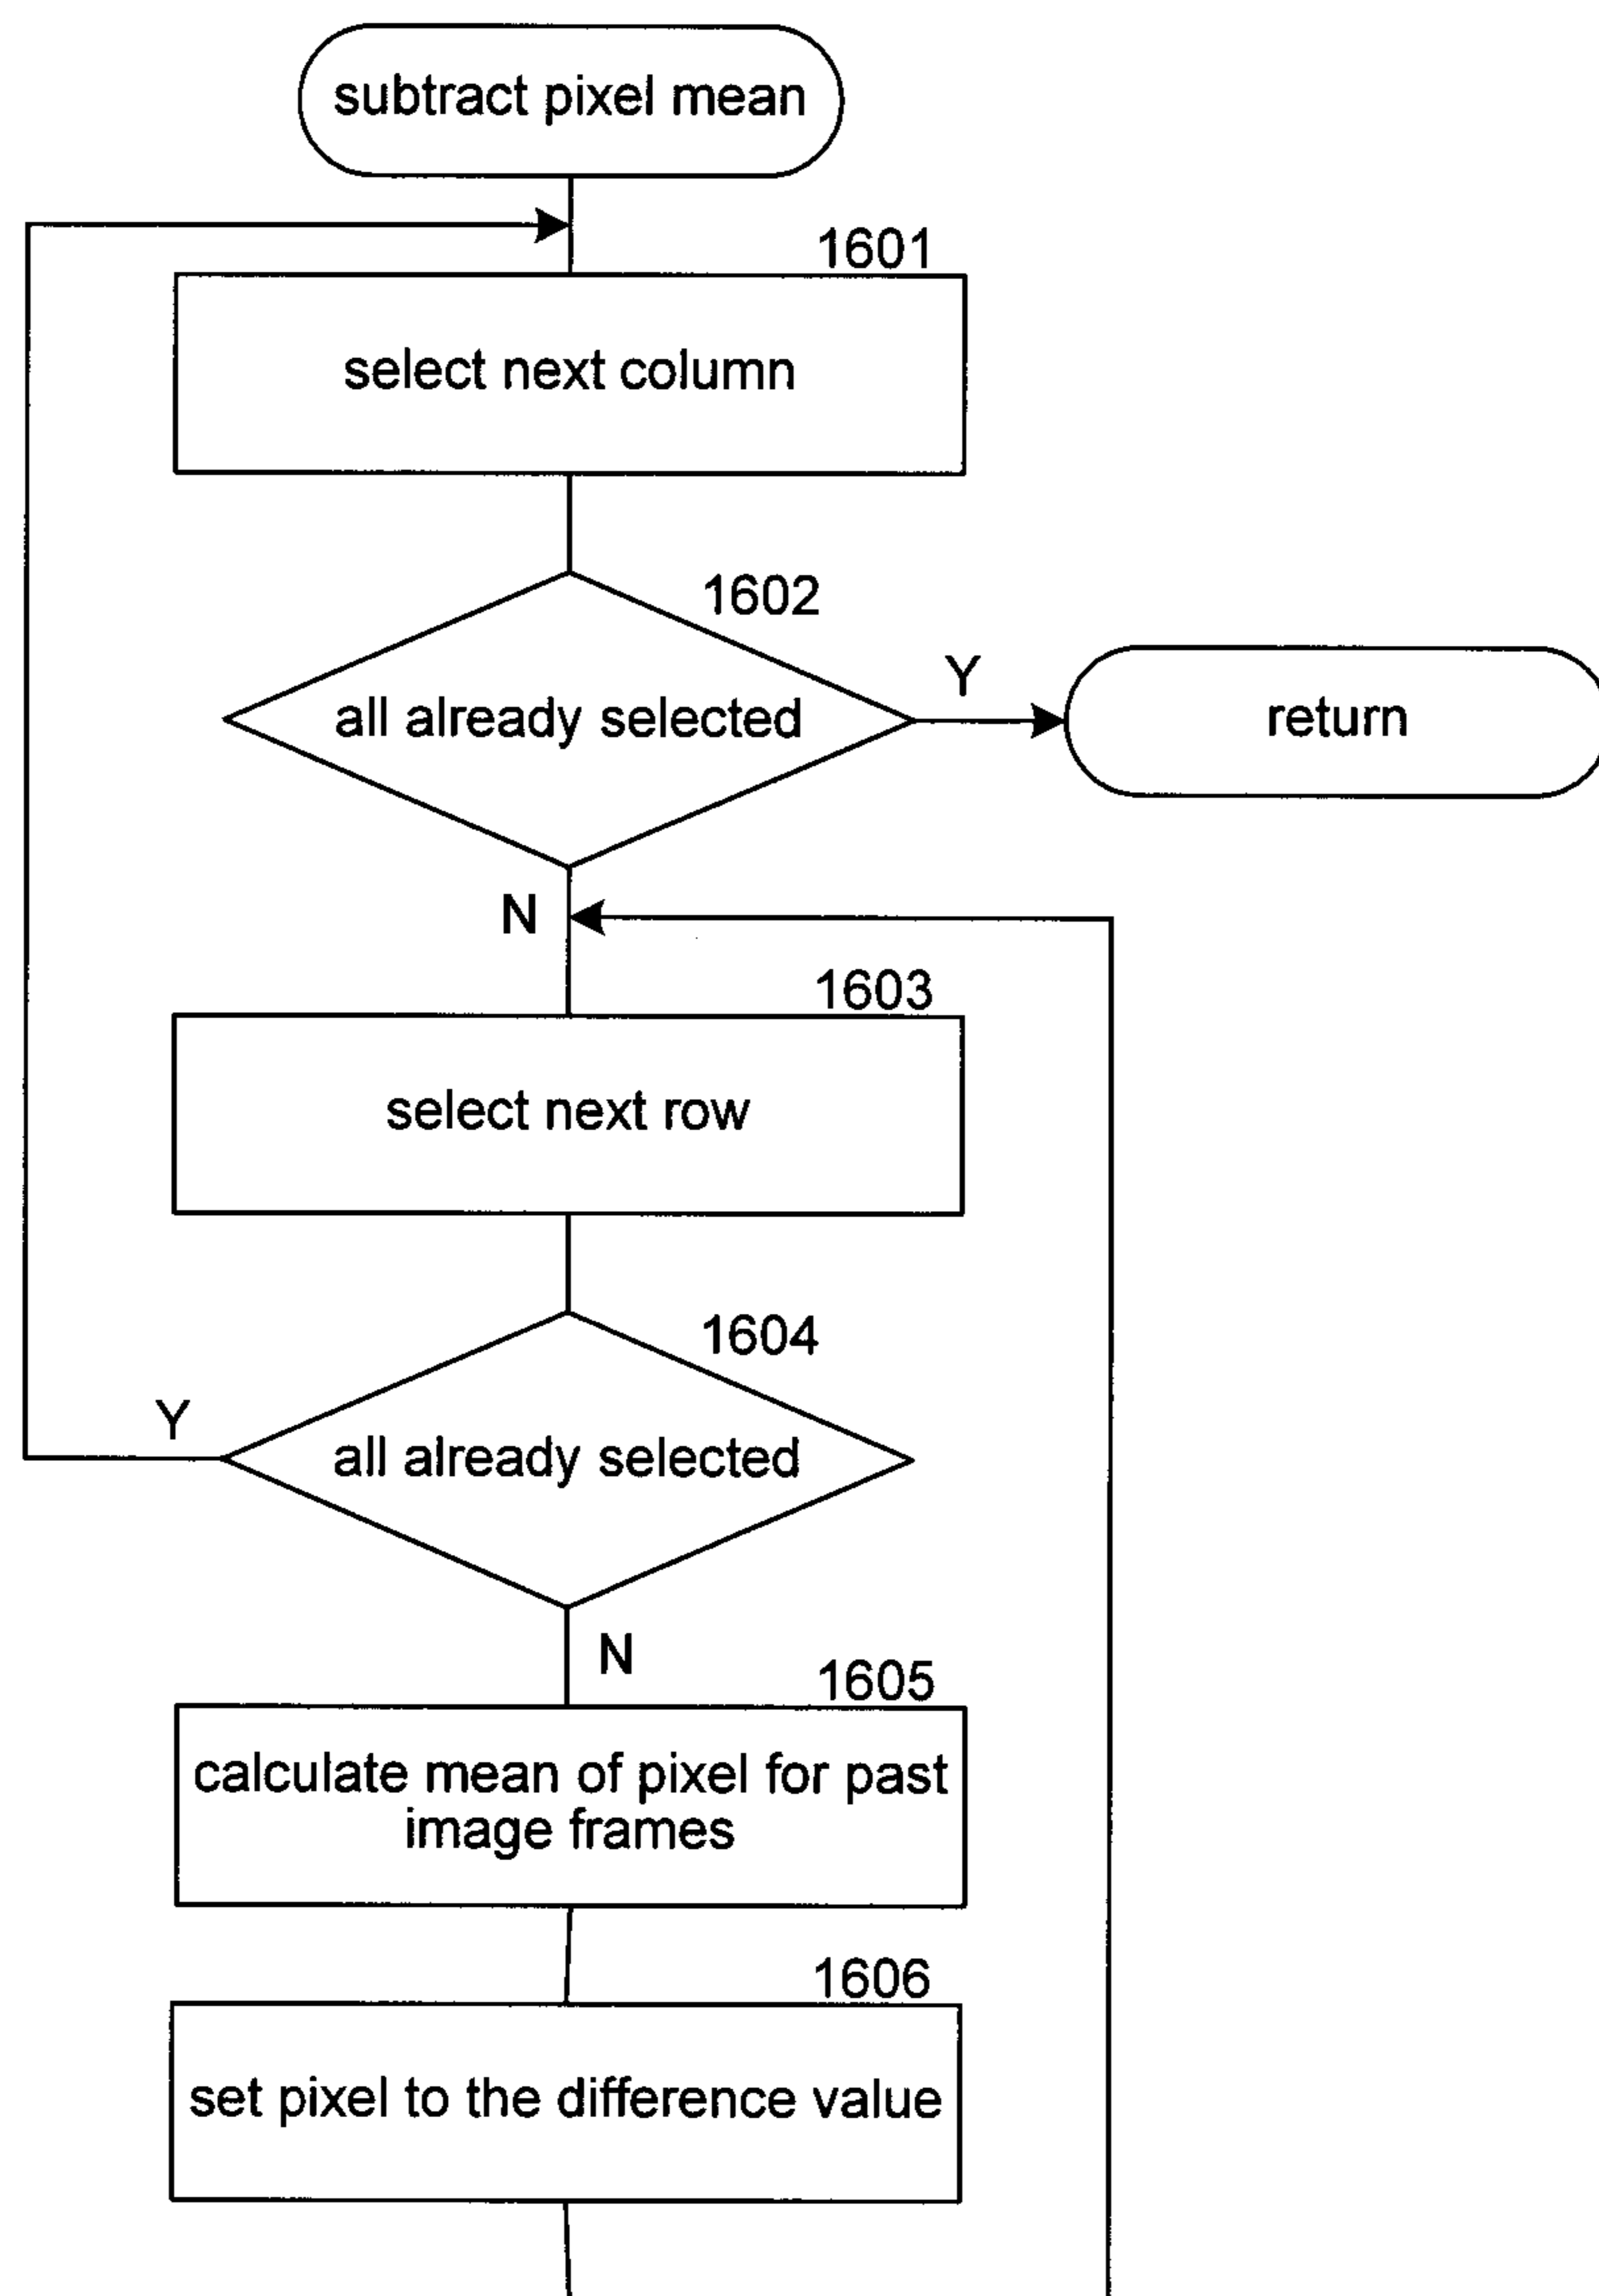 subtract pixel mean
1601
select next column
1602
all already selected
Y
return
N
1603
select next row
1604
Y
all already selected
N
1605
calculate mean of pixel for past
image frames
1606
set pixel to the difference value